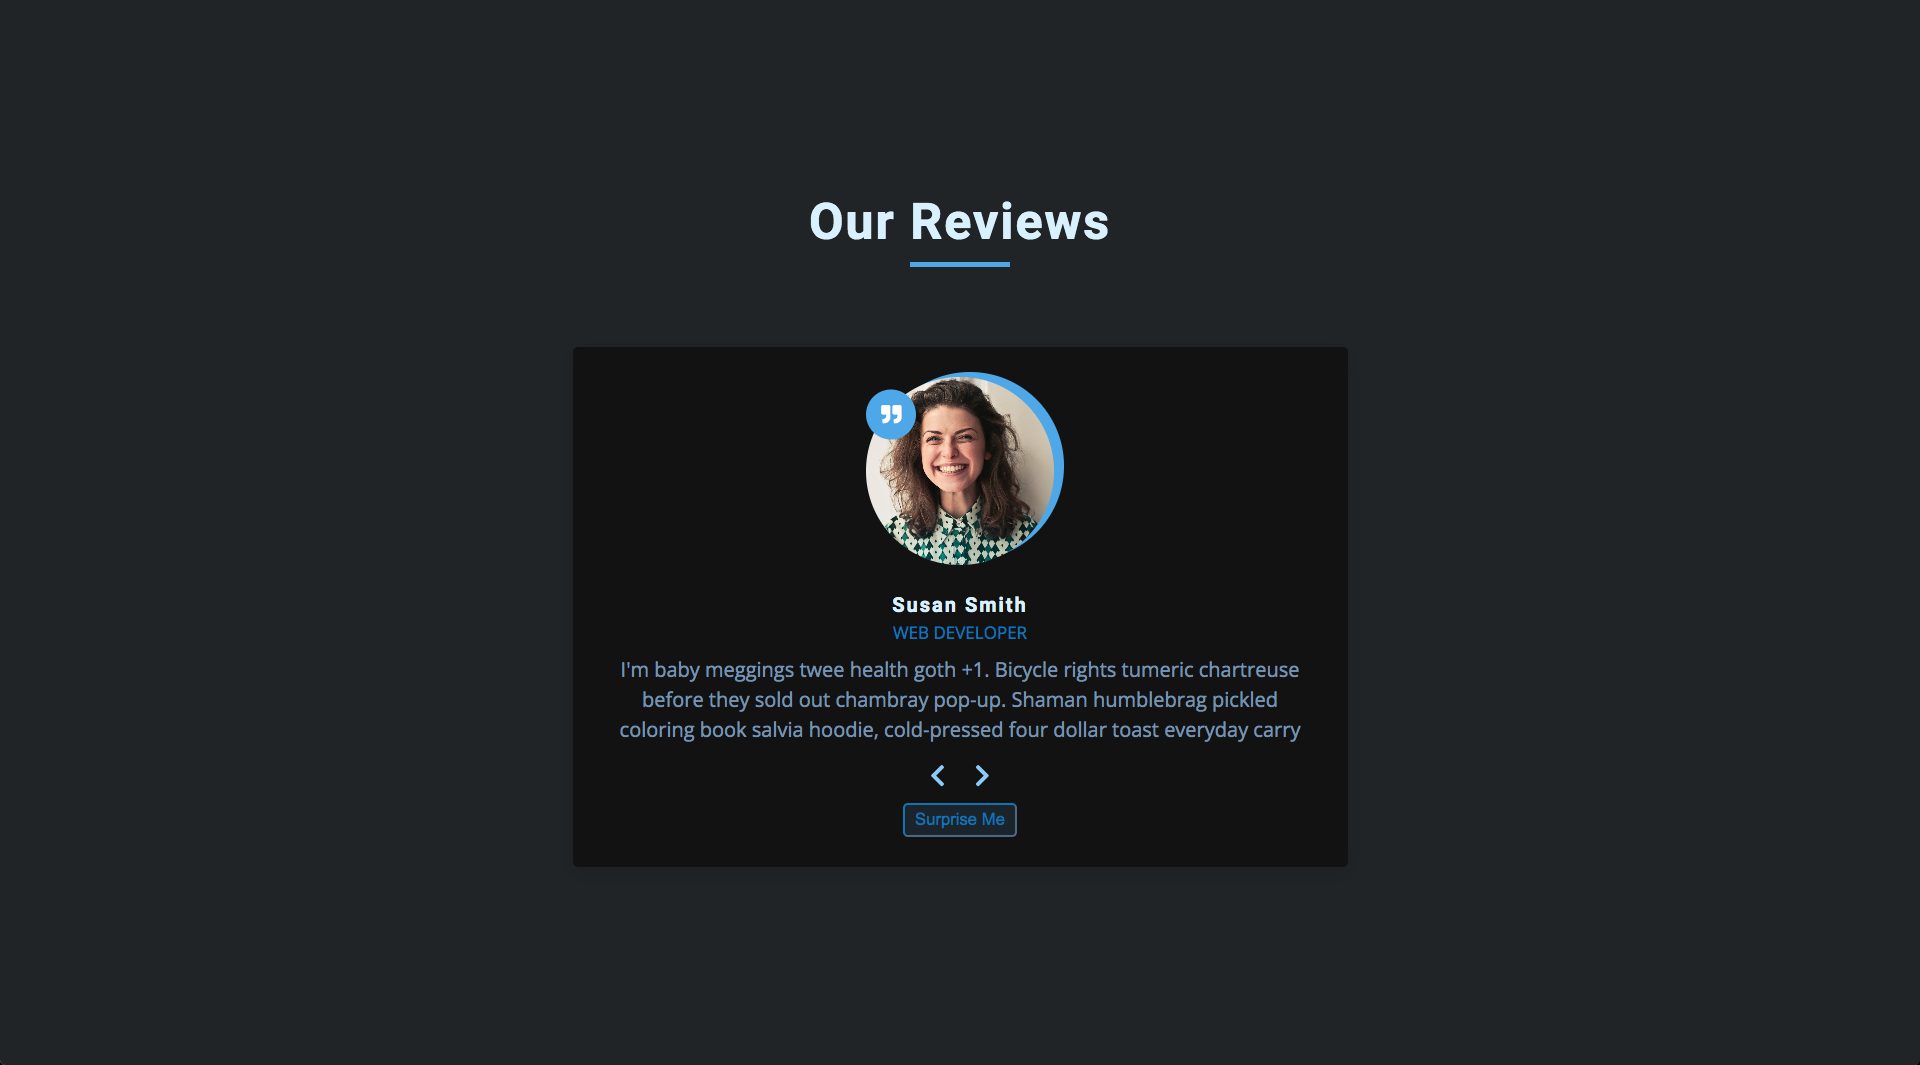 Our Reviews
Susan Smith
WEB DEVELOPER
I'm baby meggings twee health goth +1. Bicycle rights tumeric chartreuse
before they sold out chambray pop-up. Shaman humblebrag pickled
coloring book salvia hoodie, cold-pressed four dollar toast everyday carry
Surprise Me